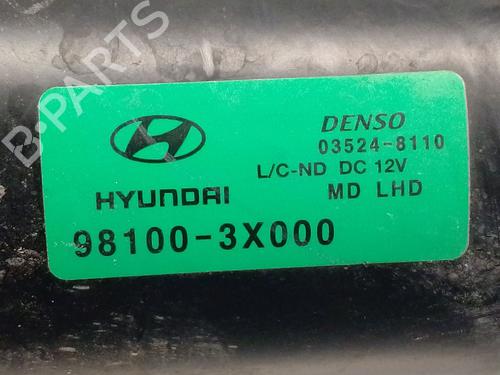 B-PARTS
HYUNDAI
DENSO
03524-8110
L/C-ND DC 12V
MD LHD
98100-3X000